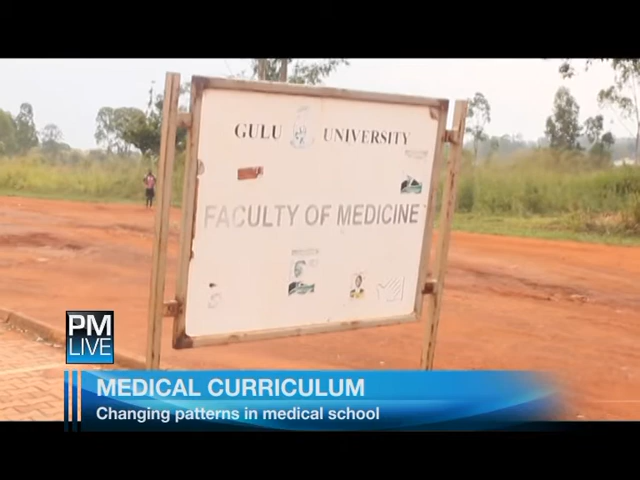 GULU UNIVERSITY
FACULTY OF MEDICINE
PM
LIVE
MEDICAL CURRICULUM
Changing patterns in medical school